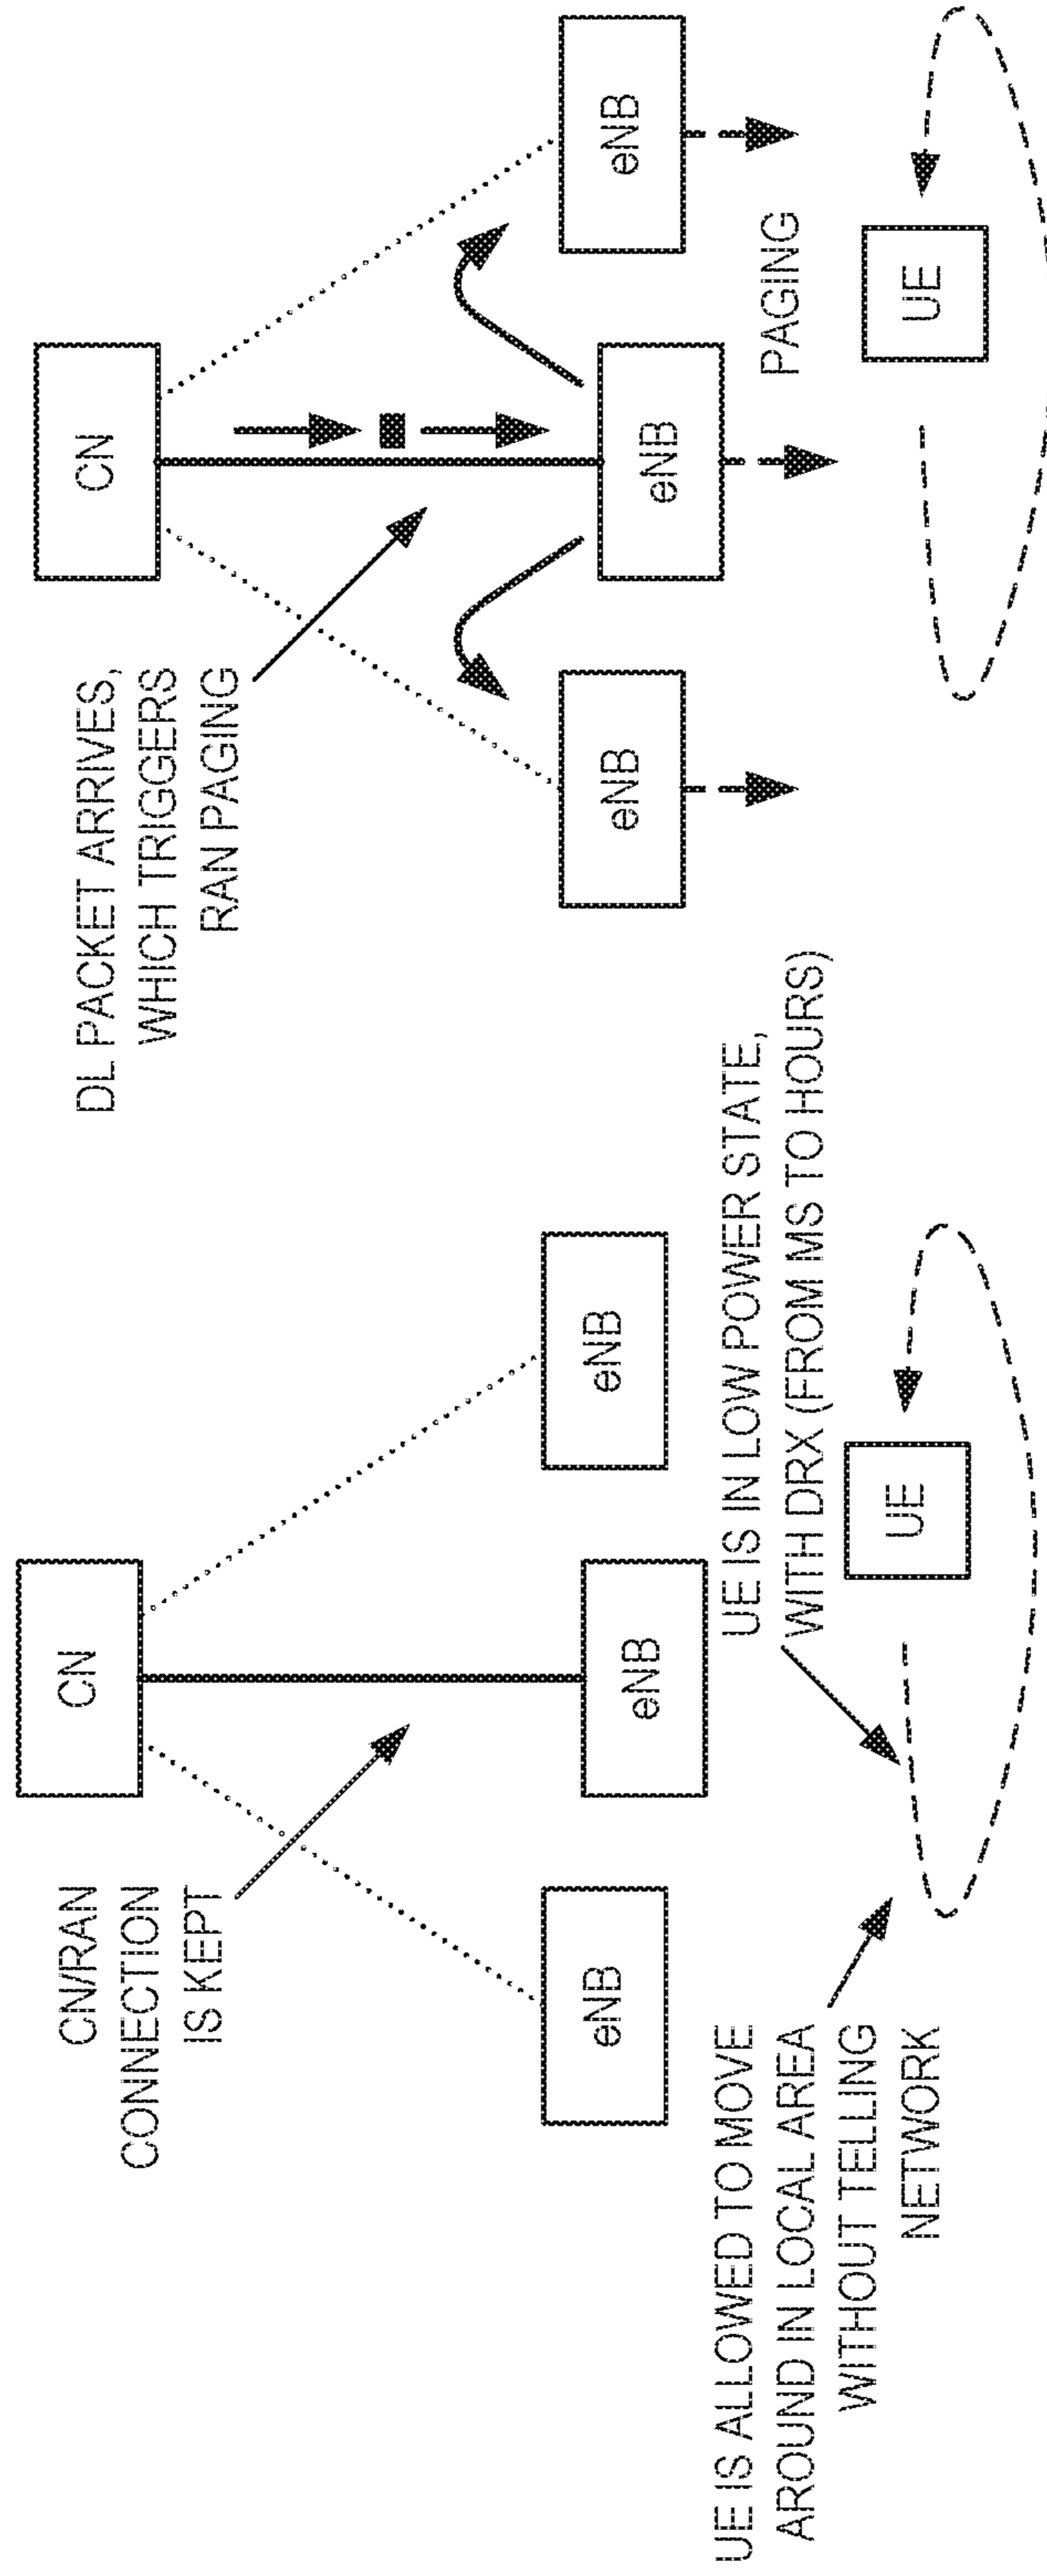 CN/RAN
CONNECTION
IS KEPT
CN
eNB
eNB
eNB
UE IS ALLOWED TO MOVE
AROUND IN LOCAL AREA
WITHOUT TELLING
NETWORK
UE IS IN LOW POWER STATE,
WITH DRX (FROM MS TO HOURS)
UE
DL PACKET ARRIVES,
WHICH TRIGGERS
RAN PAGING
CN
eNB
eNB
eNB
PAGING
UE